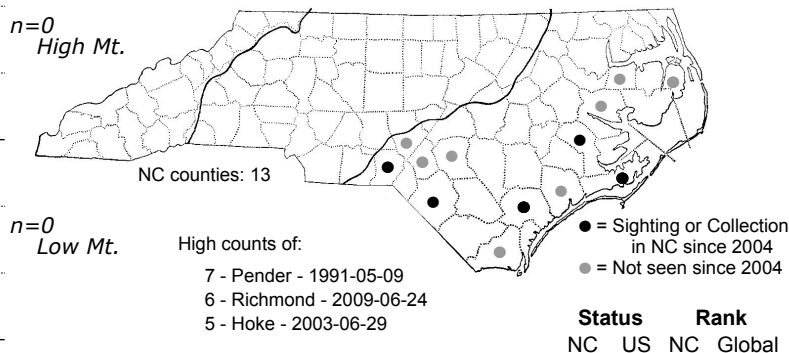 n=0
High Mt.
NC counties: 13
n=0
Low Mt.
High counts of:
7 - Pender - 1991-05-09
6 - Richmond - 2009-06-24
5 - Hoke - 2003-06-29
= Sighting or Collection
in NC since 2004
= Not seen since 2004
Status Rank
NC US NC Global